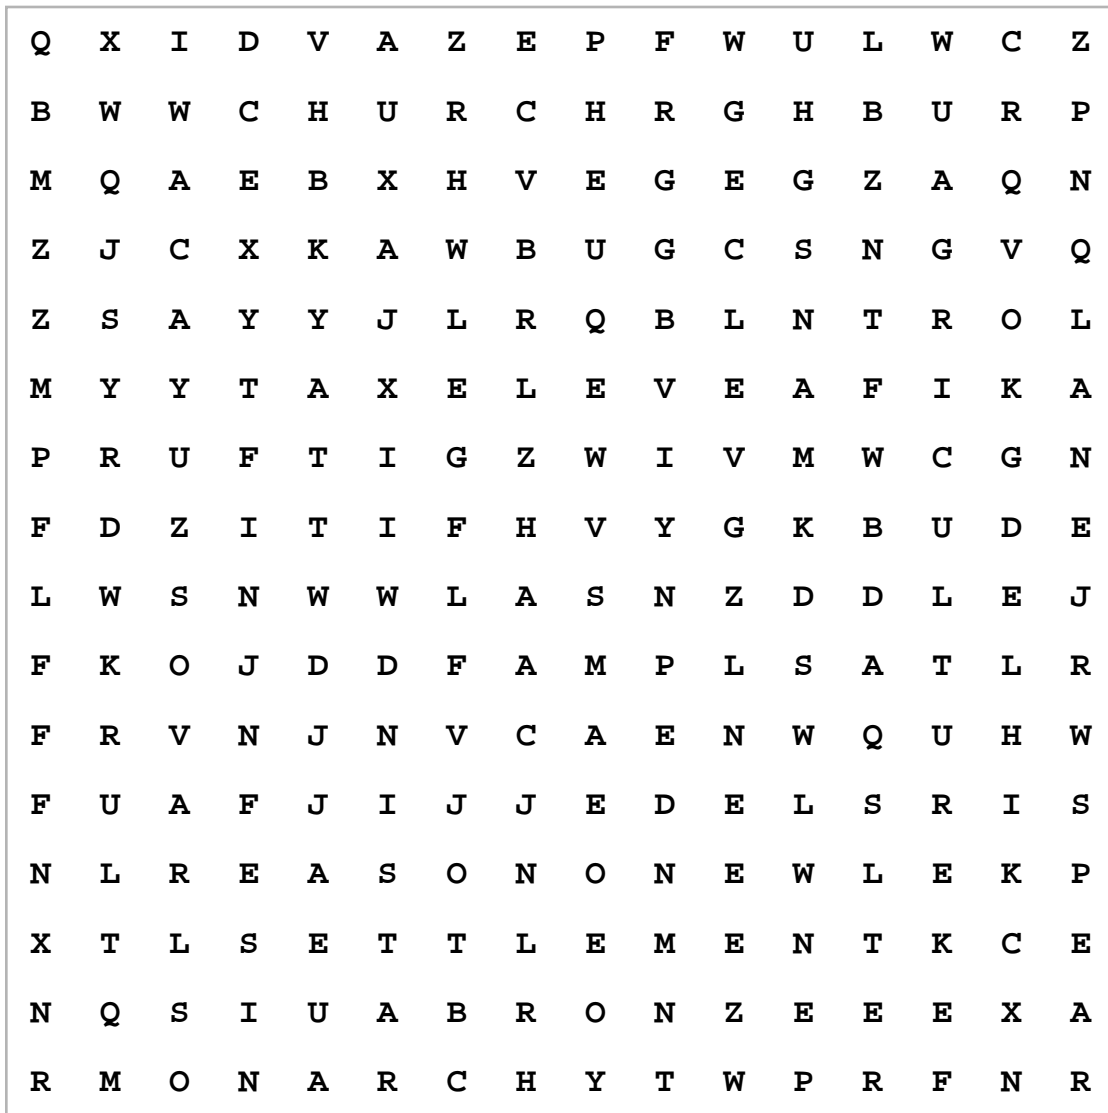 Q X I D V A Z E P F W U L W C Z
B W W C H U R C H R G H B U R P
M Q A E B X H V E G E G Z A Q N
Z J C X K A W B U G C S N G V Q
Z S A Y Y J L R Q B L N T R O L
M Y Y T A X E L E V E A F I K A
P R U F T I G Z W I V M W C G N
F D Z I T I F H V Y G K B U D E
L W S N W W L A S N Z D D L E J
F K O J D D F A M P L S A T L R
F R V N J N V C A E N W Q U H W
F U A F J I J J E D E L S R I S
N L R E A S O N O N E W L E K P
X T L S E T T L E M E N T K C E
N Q S I U A B R O N Z E E E X A
R M O N A R C H Y T W P R F N R